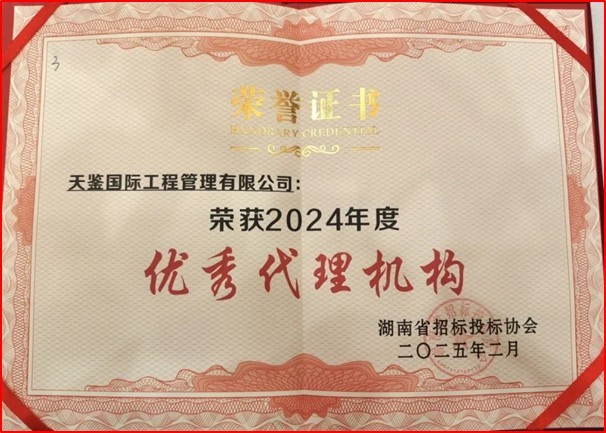 3
荣誉证书
HANORARY CREDENTIAL
天鉴国际工程管理有限公司：
荣获2024年度
优秀代理机构
湖南省招标投标协会
二〇二五年二月